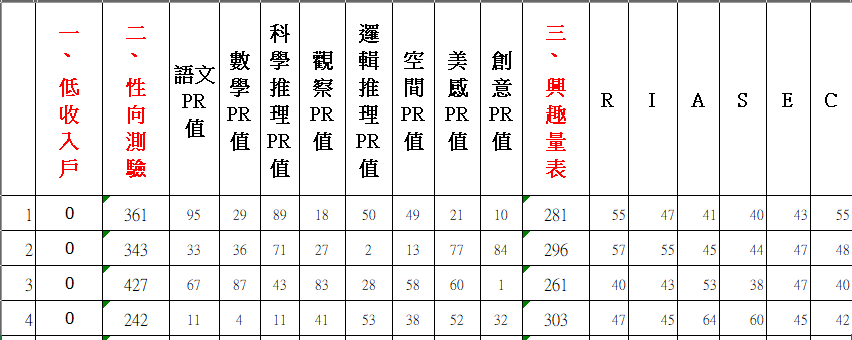 一、低收入戶 二、性向測驗 語文PR值 數學PR值 科學推理PR值 觀察PR值 邏輯推理PR值 空間PR值 美感PR值 創意PR值 三、興趣量表 R I A S E C
1 0 361 95 29 89 18 50 49 21 10 281 55 47 41 40 43 55
2 0 343 33 36 71 27 2 13 77 84 296 57 55 45 44 47 48
3 0 427 67 87 43 83 28 58 60 1 261 40 43 53 38 47 40
4 0 242 11 4 11 41 53 38 52 32 303 47 45 64 60 45 42